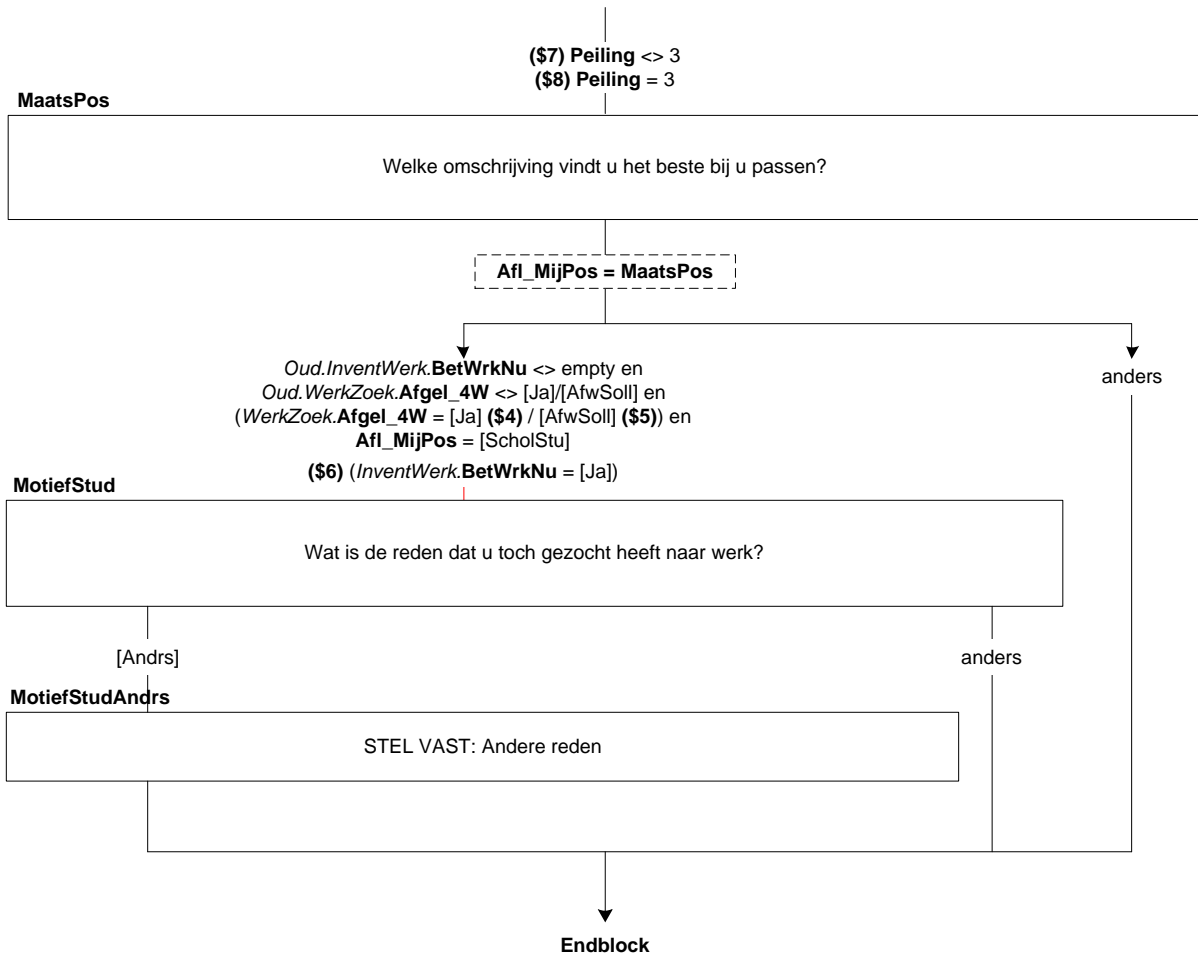 ($7) Peiling <> 3
($8) Peiling = 3
MaatsPos
Welke omschrijving vindt u het beste bij u passen?
Afl_MijPos = MaatsPos
Oud.InventWerk.BetWrkNu <> empty en
Oud.WerkZoek.Afgel_4W <> [Ja]/[AfwSoll] en
(WerkZoek.Afgel_4W = [Ja] ($4) / [AfwSoll] ($5)) en
Afl_MijPos = [ScholStu]
($6) (InventWerk.BetWrkNu = [Ja])
anders
MotiefStud
Wat is de reden dat u toch gezocht heeft naar werk?
[Andrs]
anders
MotiefStudAndrs
STEL VAST: Andere reden
Endblock